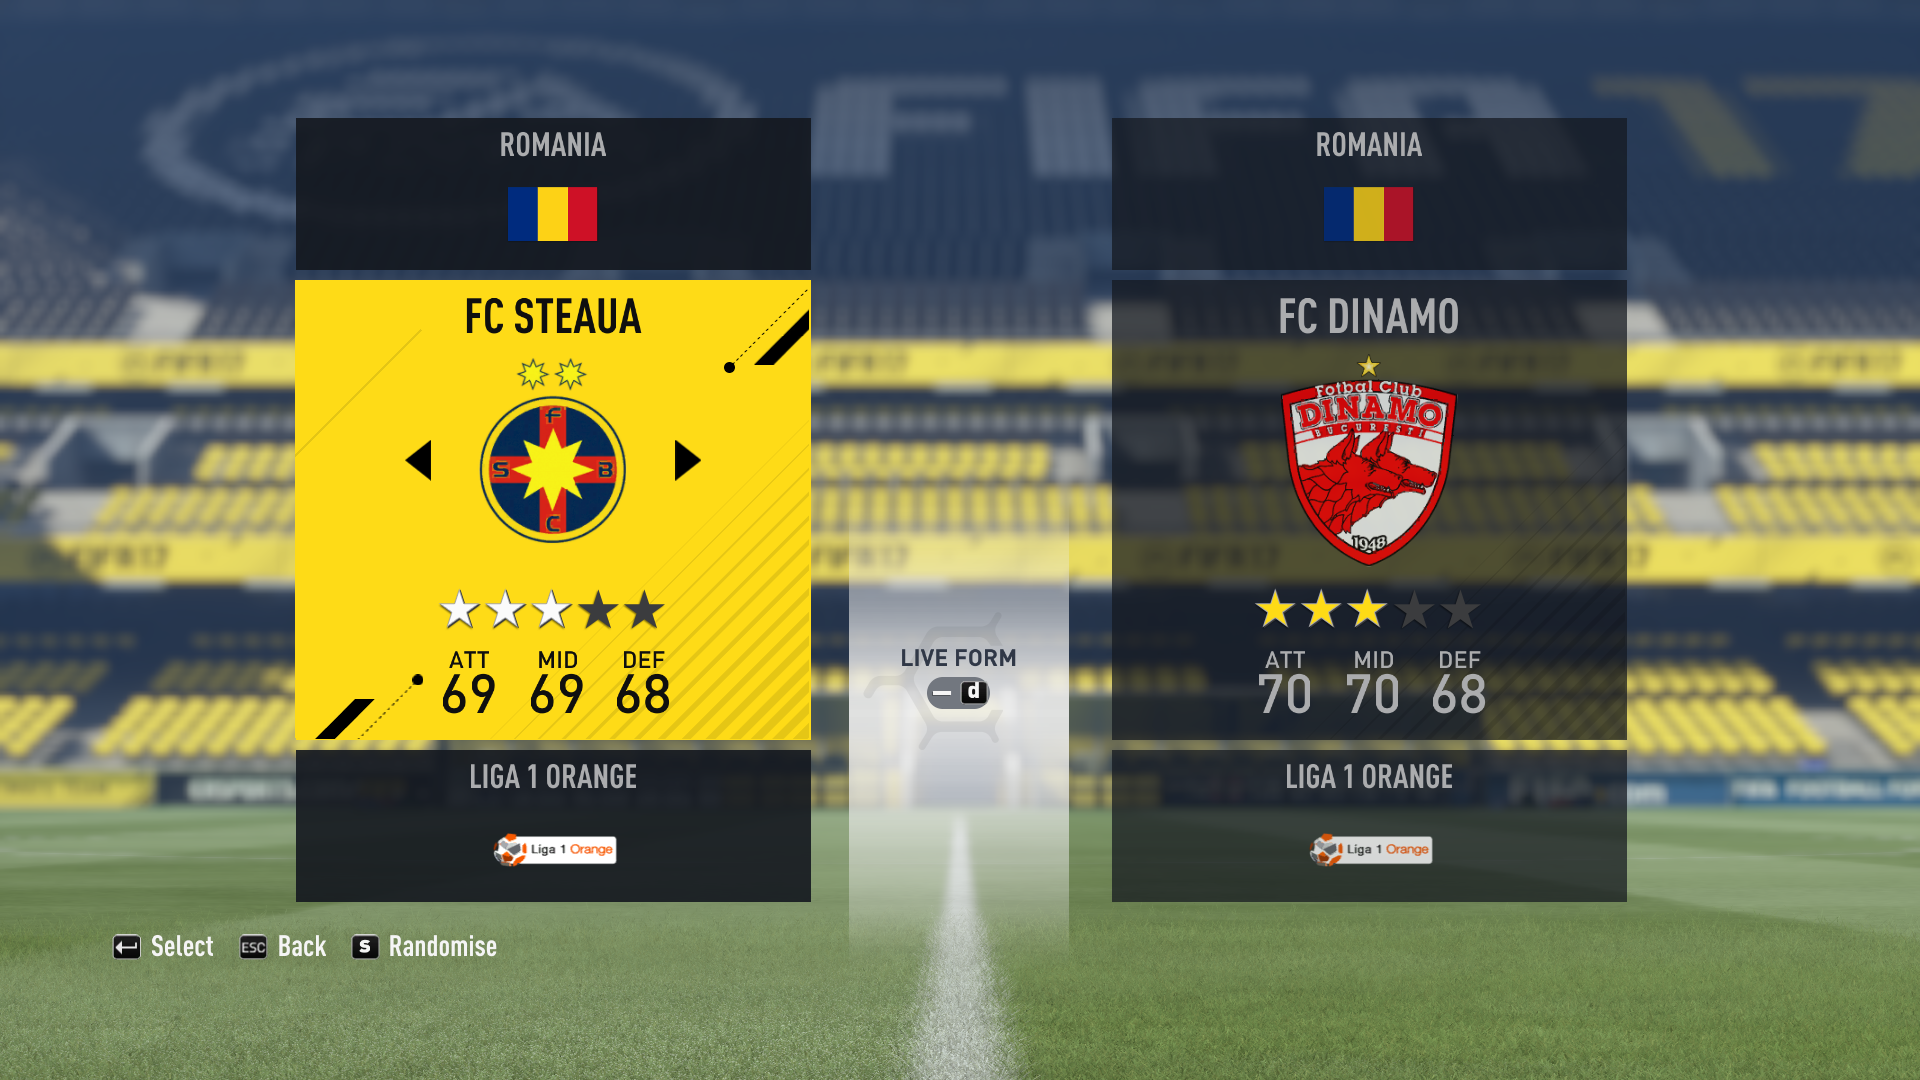 FIFA 17
ROMANIA
FC STEAUA
F
S B
C
ATT MID DEF
69 69 68
LIGA 1 ORANGE
Liga 1 Orange
LIVE FORM
d
ROMANIA
FC DINAMO
Fotbal Club
DINAMO
BUCURESTI
1948
ATT MID DEF
70 70 68
LIGA 1 ORANGE
Liga 1 Orange
Select ESC Back S Randomise